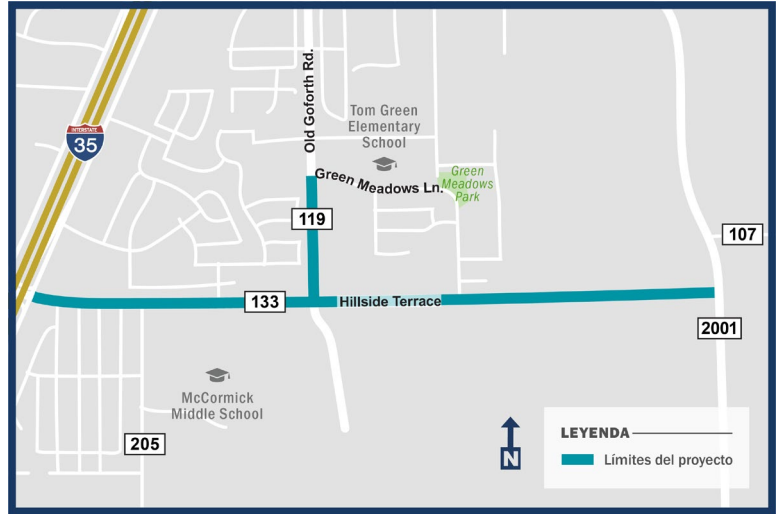 INTERSTATE
35
Old Goforth Rd.
Tom Green
Elementary
School
Green Meadows Ln.
Green
Meadows
Park
119
107
133
Hillside Terrace
2001
McCormick
Middle School
205
N
LEYENDA
Límites del proyecto